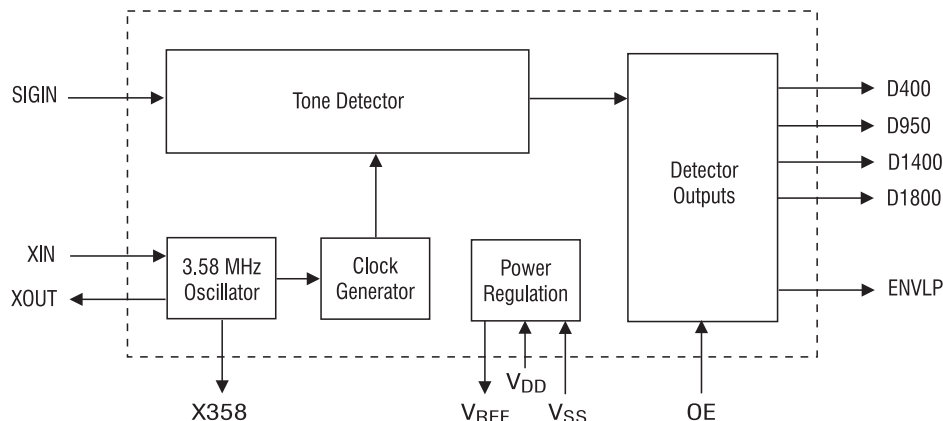 SIGIN
Tone Detector
Detector
Outputs
D400
D950
D1400
D1800
ENVLP
XIN
XOUT
3.58 MHz
Oscillator
Clock
Generator
Power
Regulation
X358
VREF
VDD
VSS
OE